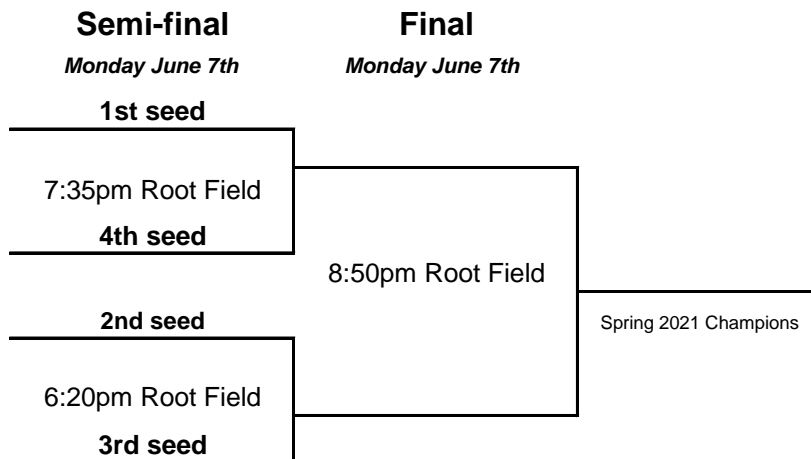 Semi-final
Final
Monday June 7th
Monday June 7th
1st seed
7:35pm Root Field
4th seed
8:50pm Root Field
2nd seed
Spring 2021 Champions
6:20pm Root Field
3rd seed